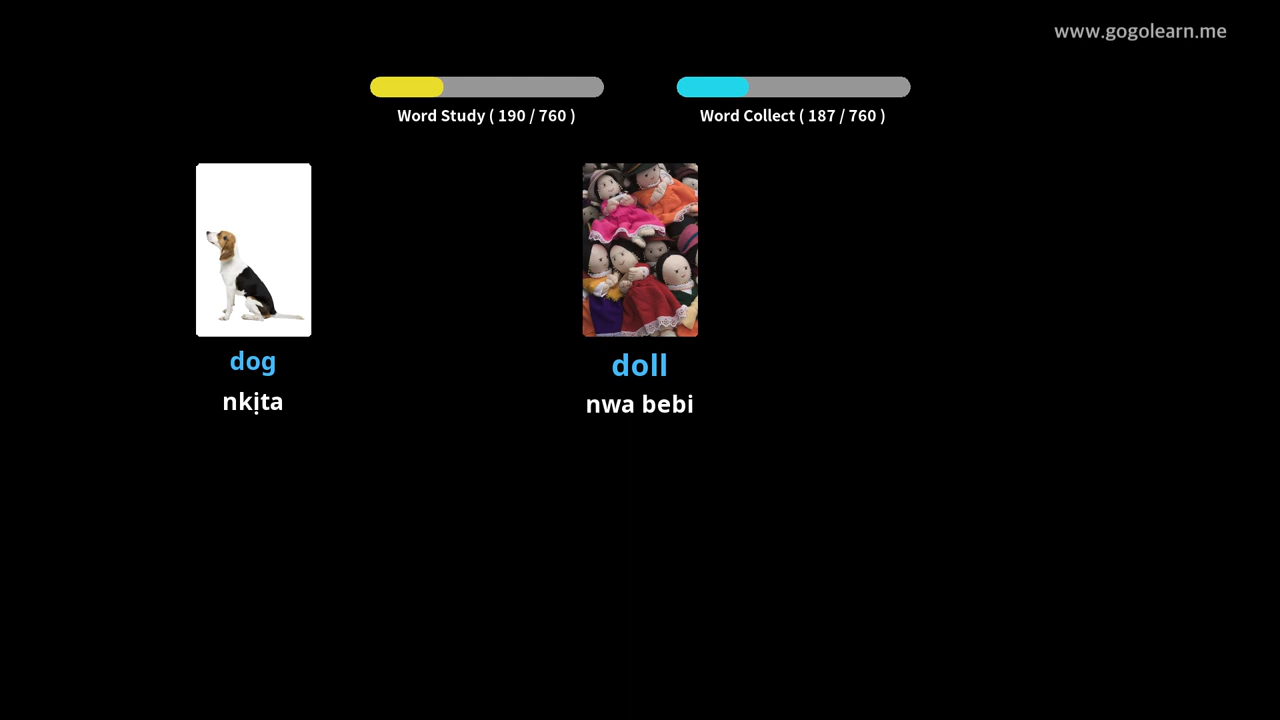 www.gogolearn.me
Word Study ( 190 / 760 )
Word Collect ( 187 / 760 )
dog
nkịta
doll
nwa bebi